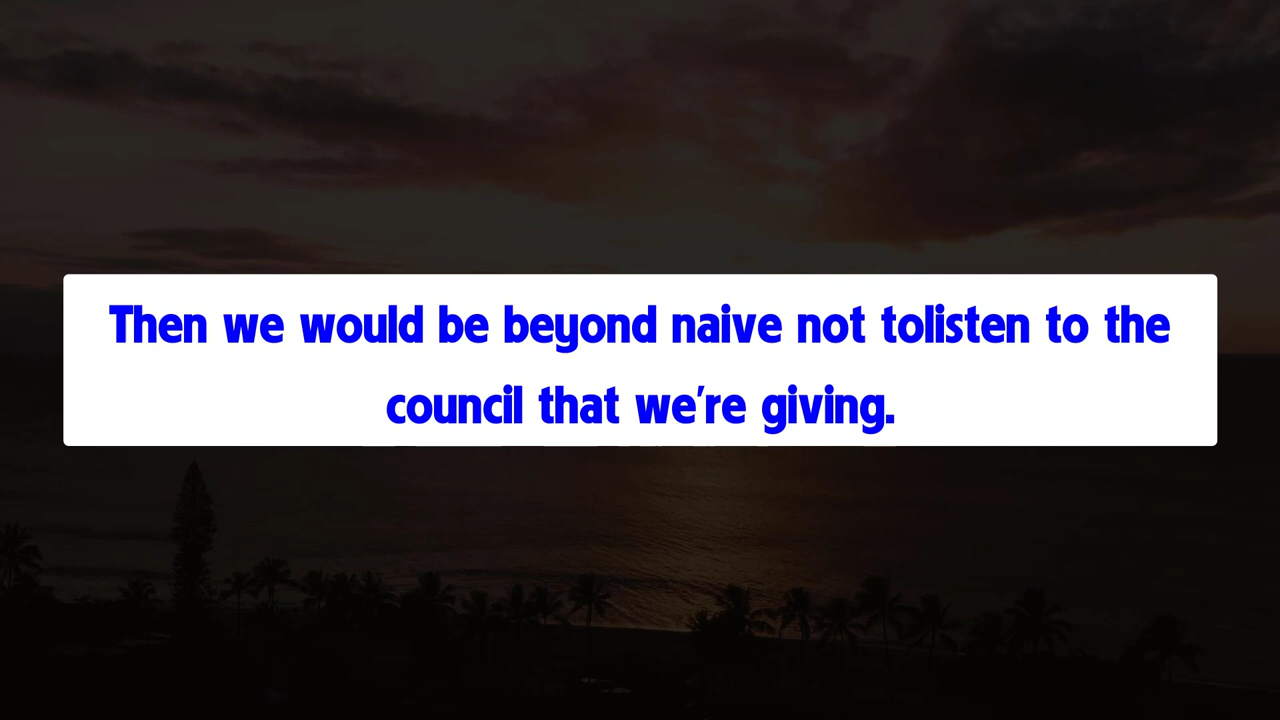 Then we would be beyond naive not tolisten to the
council that we're giving.